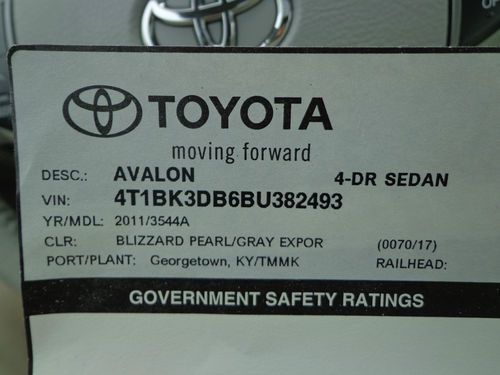 TOYOTA
moving forward
DESC.: AVALON 4-DR SEDAN
VIN: 4T1BK3DB6BU382493
YR/MDL: 2011/3544A
CLR: BLIZZARD PEARL/GRAY EXPOR (0070/17)
PORT/PLANT: Georgetown, KY/TMMK RAILHEAD:
GOVERNMENT SAFETY RATINGS